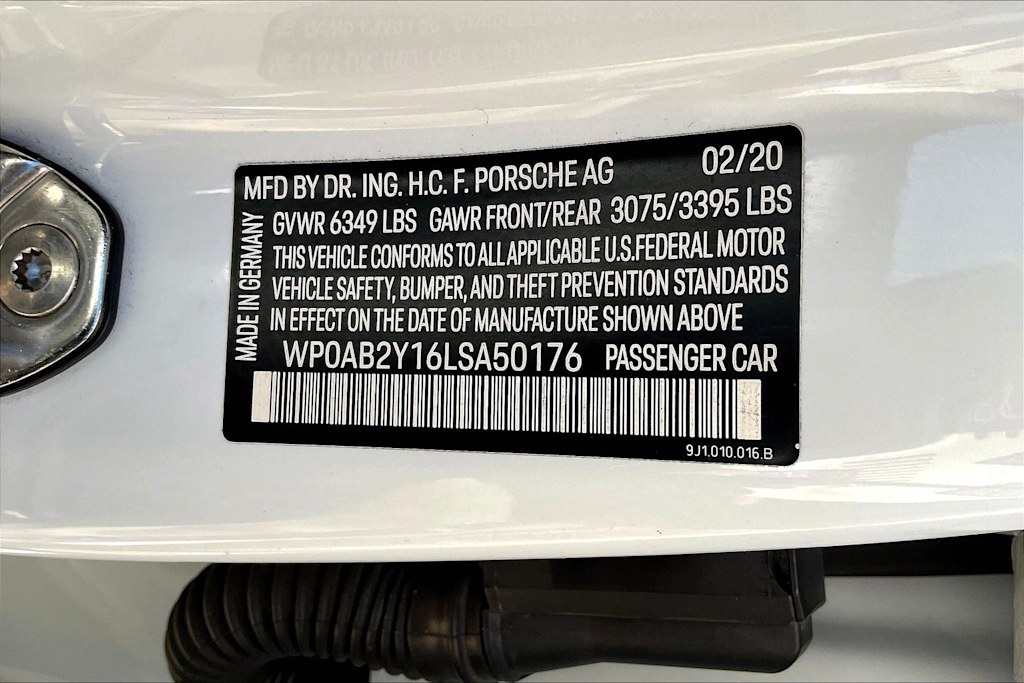 MFD BY DR. ING. H.C. F. PORSCHE AG 02/20
GVWR 6349 LBS GAWR FRONT/REAR 3075/3395 LBS
THIS VEHICLE CONFORMS TO ALL APPLICABLE U.S.FEDERAL MOTOR
VEHICLE SAFETY, BUMPER, AND THEFT PREVENTION STANDARDS
IN EFFECT ON THE DATE OF MANUFACTURE SHOWN ABOVE
MADE IN GERMANY
WP0AB2Y16LSA50176 PASSENGER CAR
9J1.010.016.B